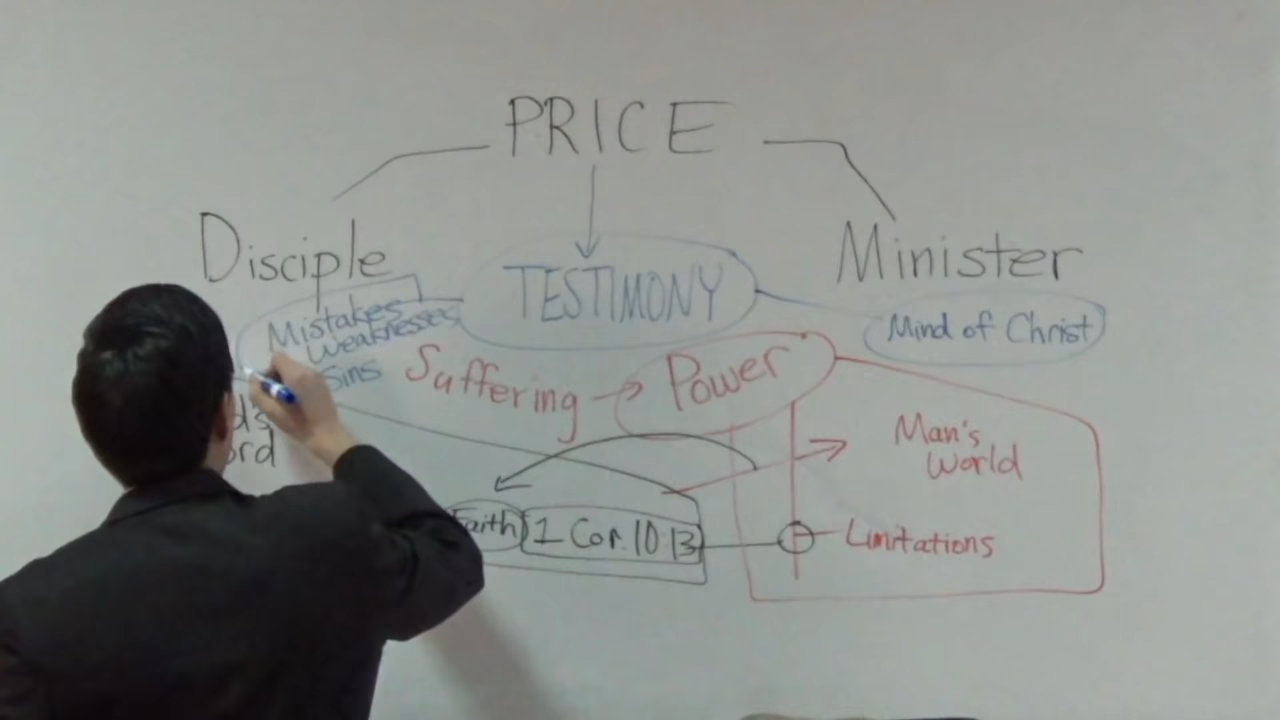 PRICE
Disciple
TESTIMONY
Minister
Mistakes
Weaknesses
Sins
Mind of Christ
Suffering
Power
Man's
World
Faith
1 Cor. 10 13
Limitations